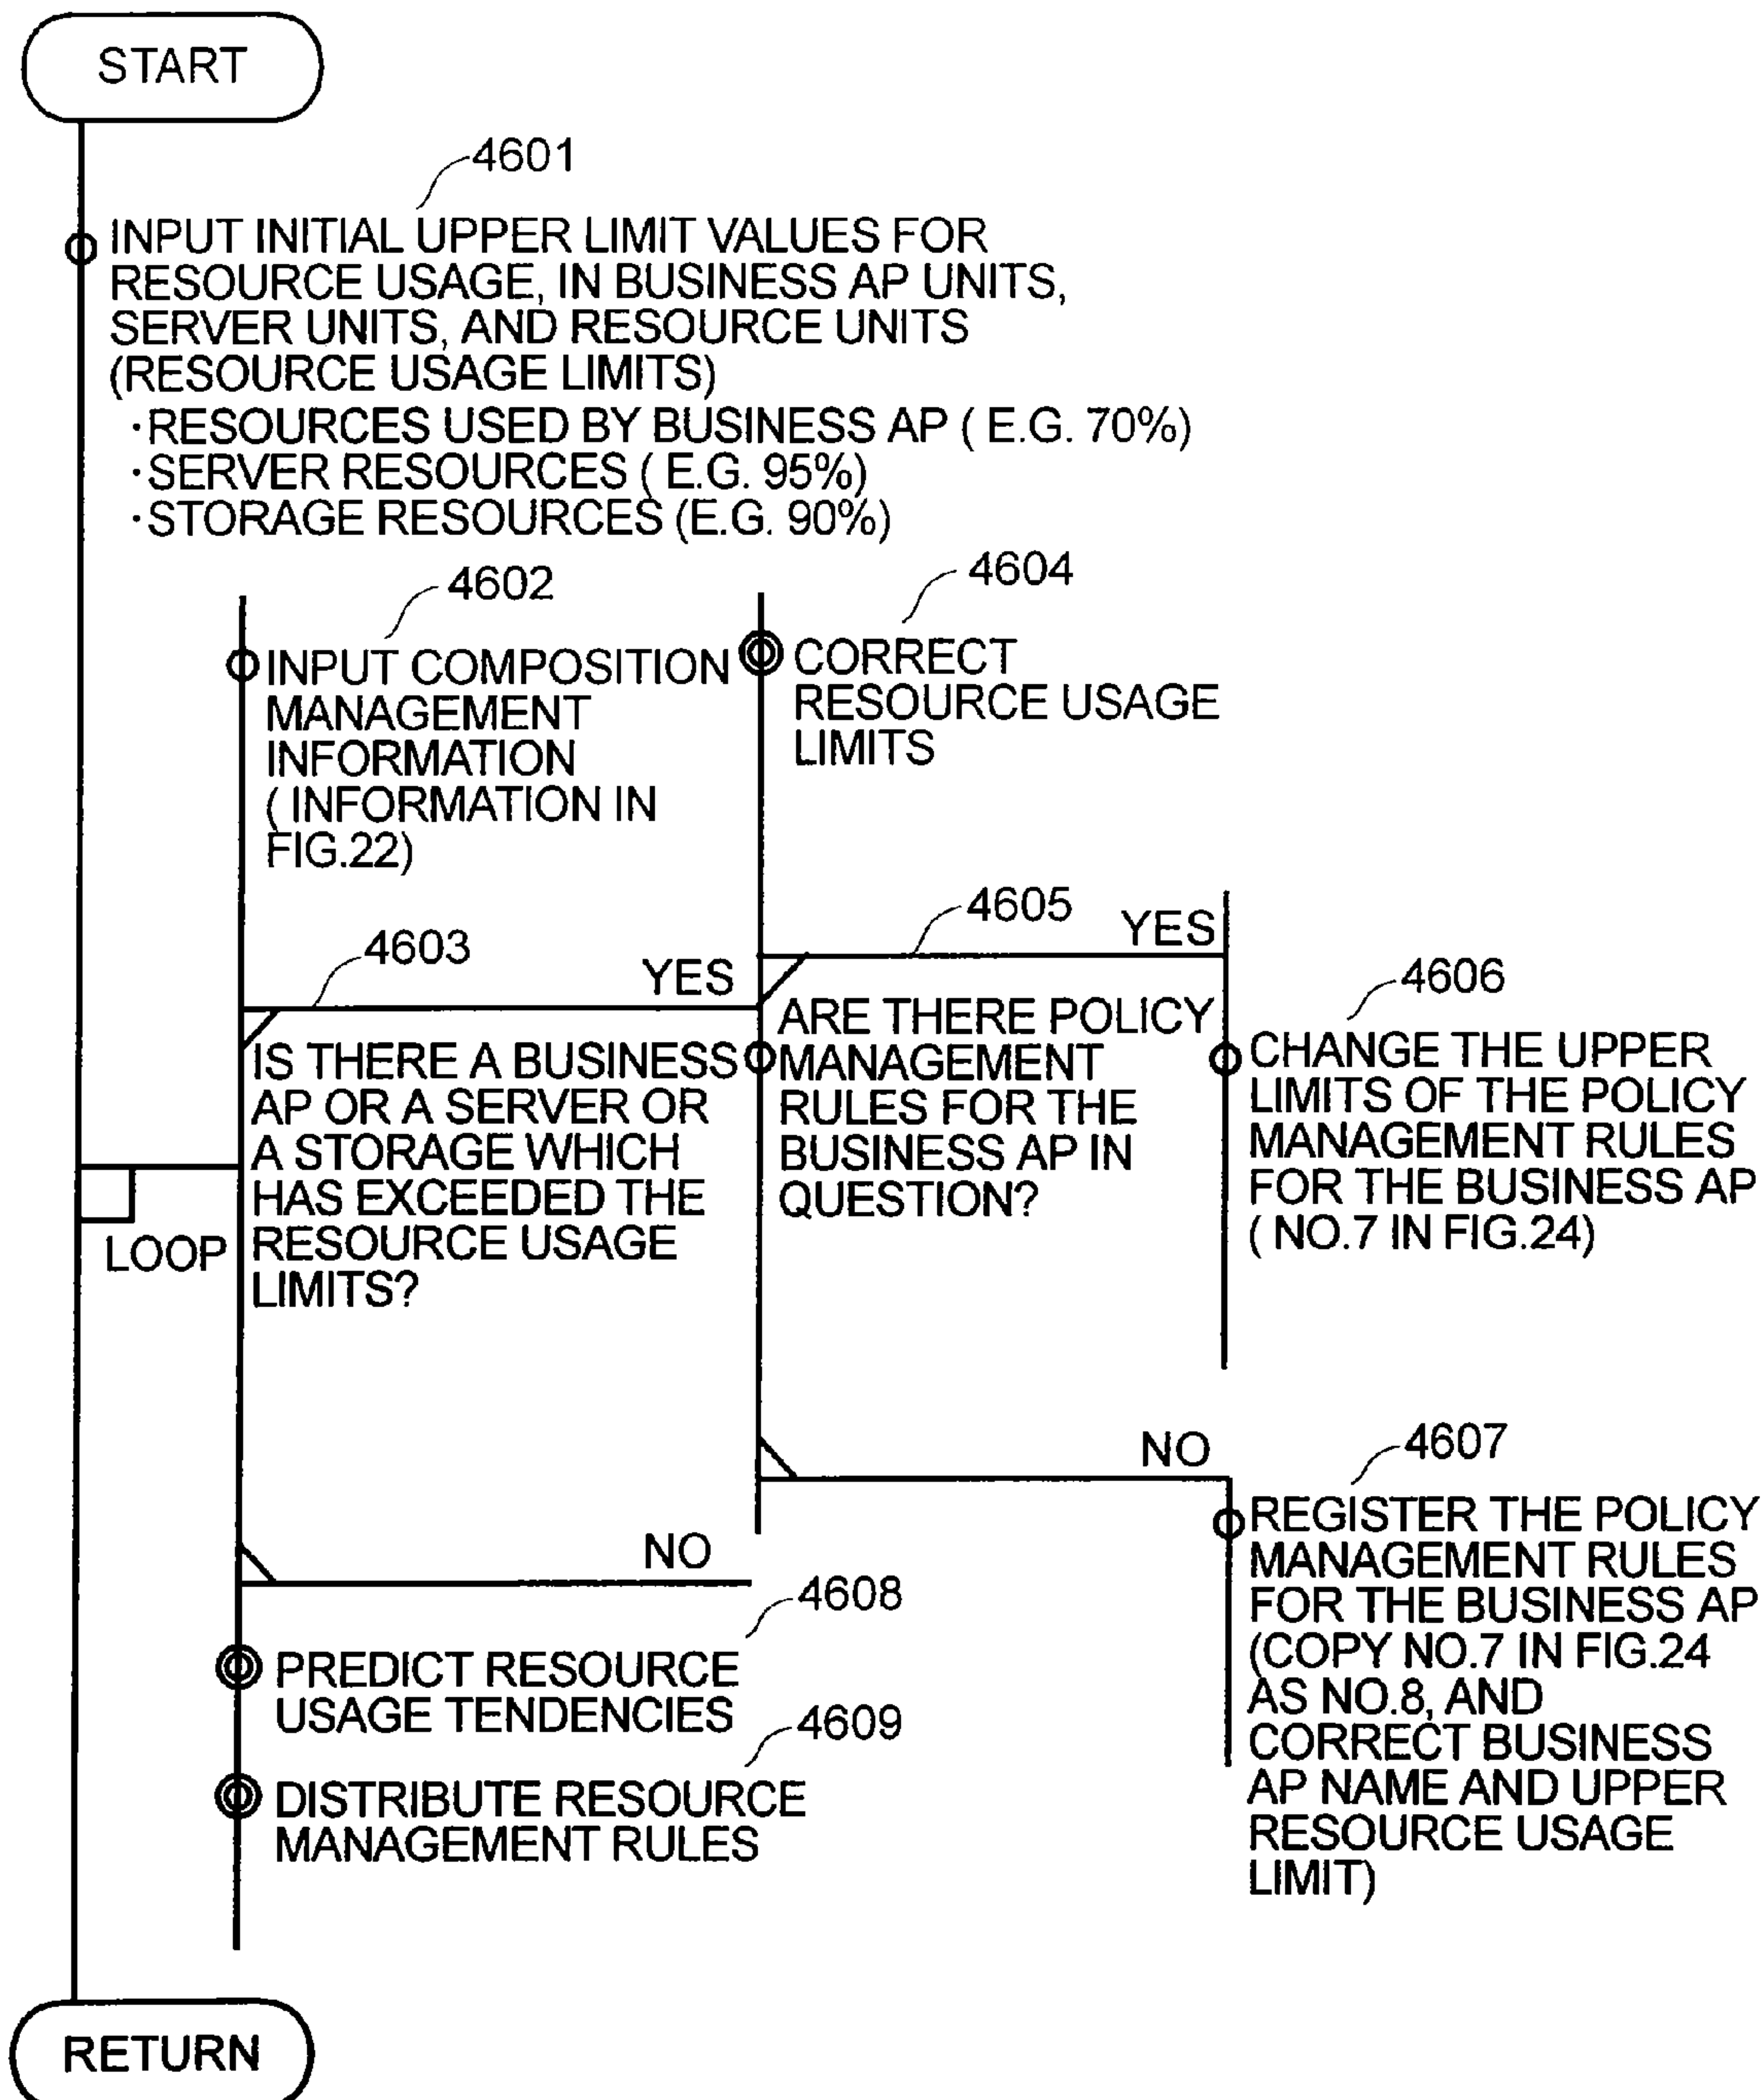 START
4601
INPUT INITIAL UPPER LIMIT VALUES FOR
RESOURCE USAGE, IN BUSINESS AP UNITS,
SERVER UNITS, AND RESOURCE UNITS
(RESOURCE USAGE LIMITS)
·RESOURCES USED BY BUSINESS AP ( E.G. 70%)
·SERVER RESOURCES ( E.G. 95%)
·STORAGE RESOURCES (E.G. 90%)
4602
INPUT COMPOSITION
MANAGEMENT
INFORMATION
( INFORMATION IN
FIG.22)
4604
CORRECT
RESOURCE USAGE
LIMITS
4603
YES
IS THERE A BUSINESS
AP OR A SERVER OR
A STORAGE WHICH
HAS EXCEEDED THE
RESOURCE USAGE
LIMITS?
LOOP
4605
YES
ARE THERE POLICY
MANAGEMENT
RULES FOR THE
BUSINESS AP IN
QUESTION?
4606
CHANGE THE UPPER
LIMITS OF THE POLICY
MANAGEMENT RULES
FOR THE BUSINESS AP
( NO.7 IN FIG.24)
NO
4607
REGISTER THE POLICY
MANAGEMENT RULES
FOR THE BUSINESS AP
(COPY NO.7 IN FIG.24
AS NO.8, AND
CORRECT BUSINESS
AP NAME AND UPPER
RESOURCE USAGE
LIMIT)
NO
4608
PREDICT RESOURCE
USAGE TENDENCIES
4609
DISTRIBUTE RESOURCE
MANAGEMENT RULES
RETURN